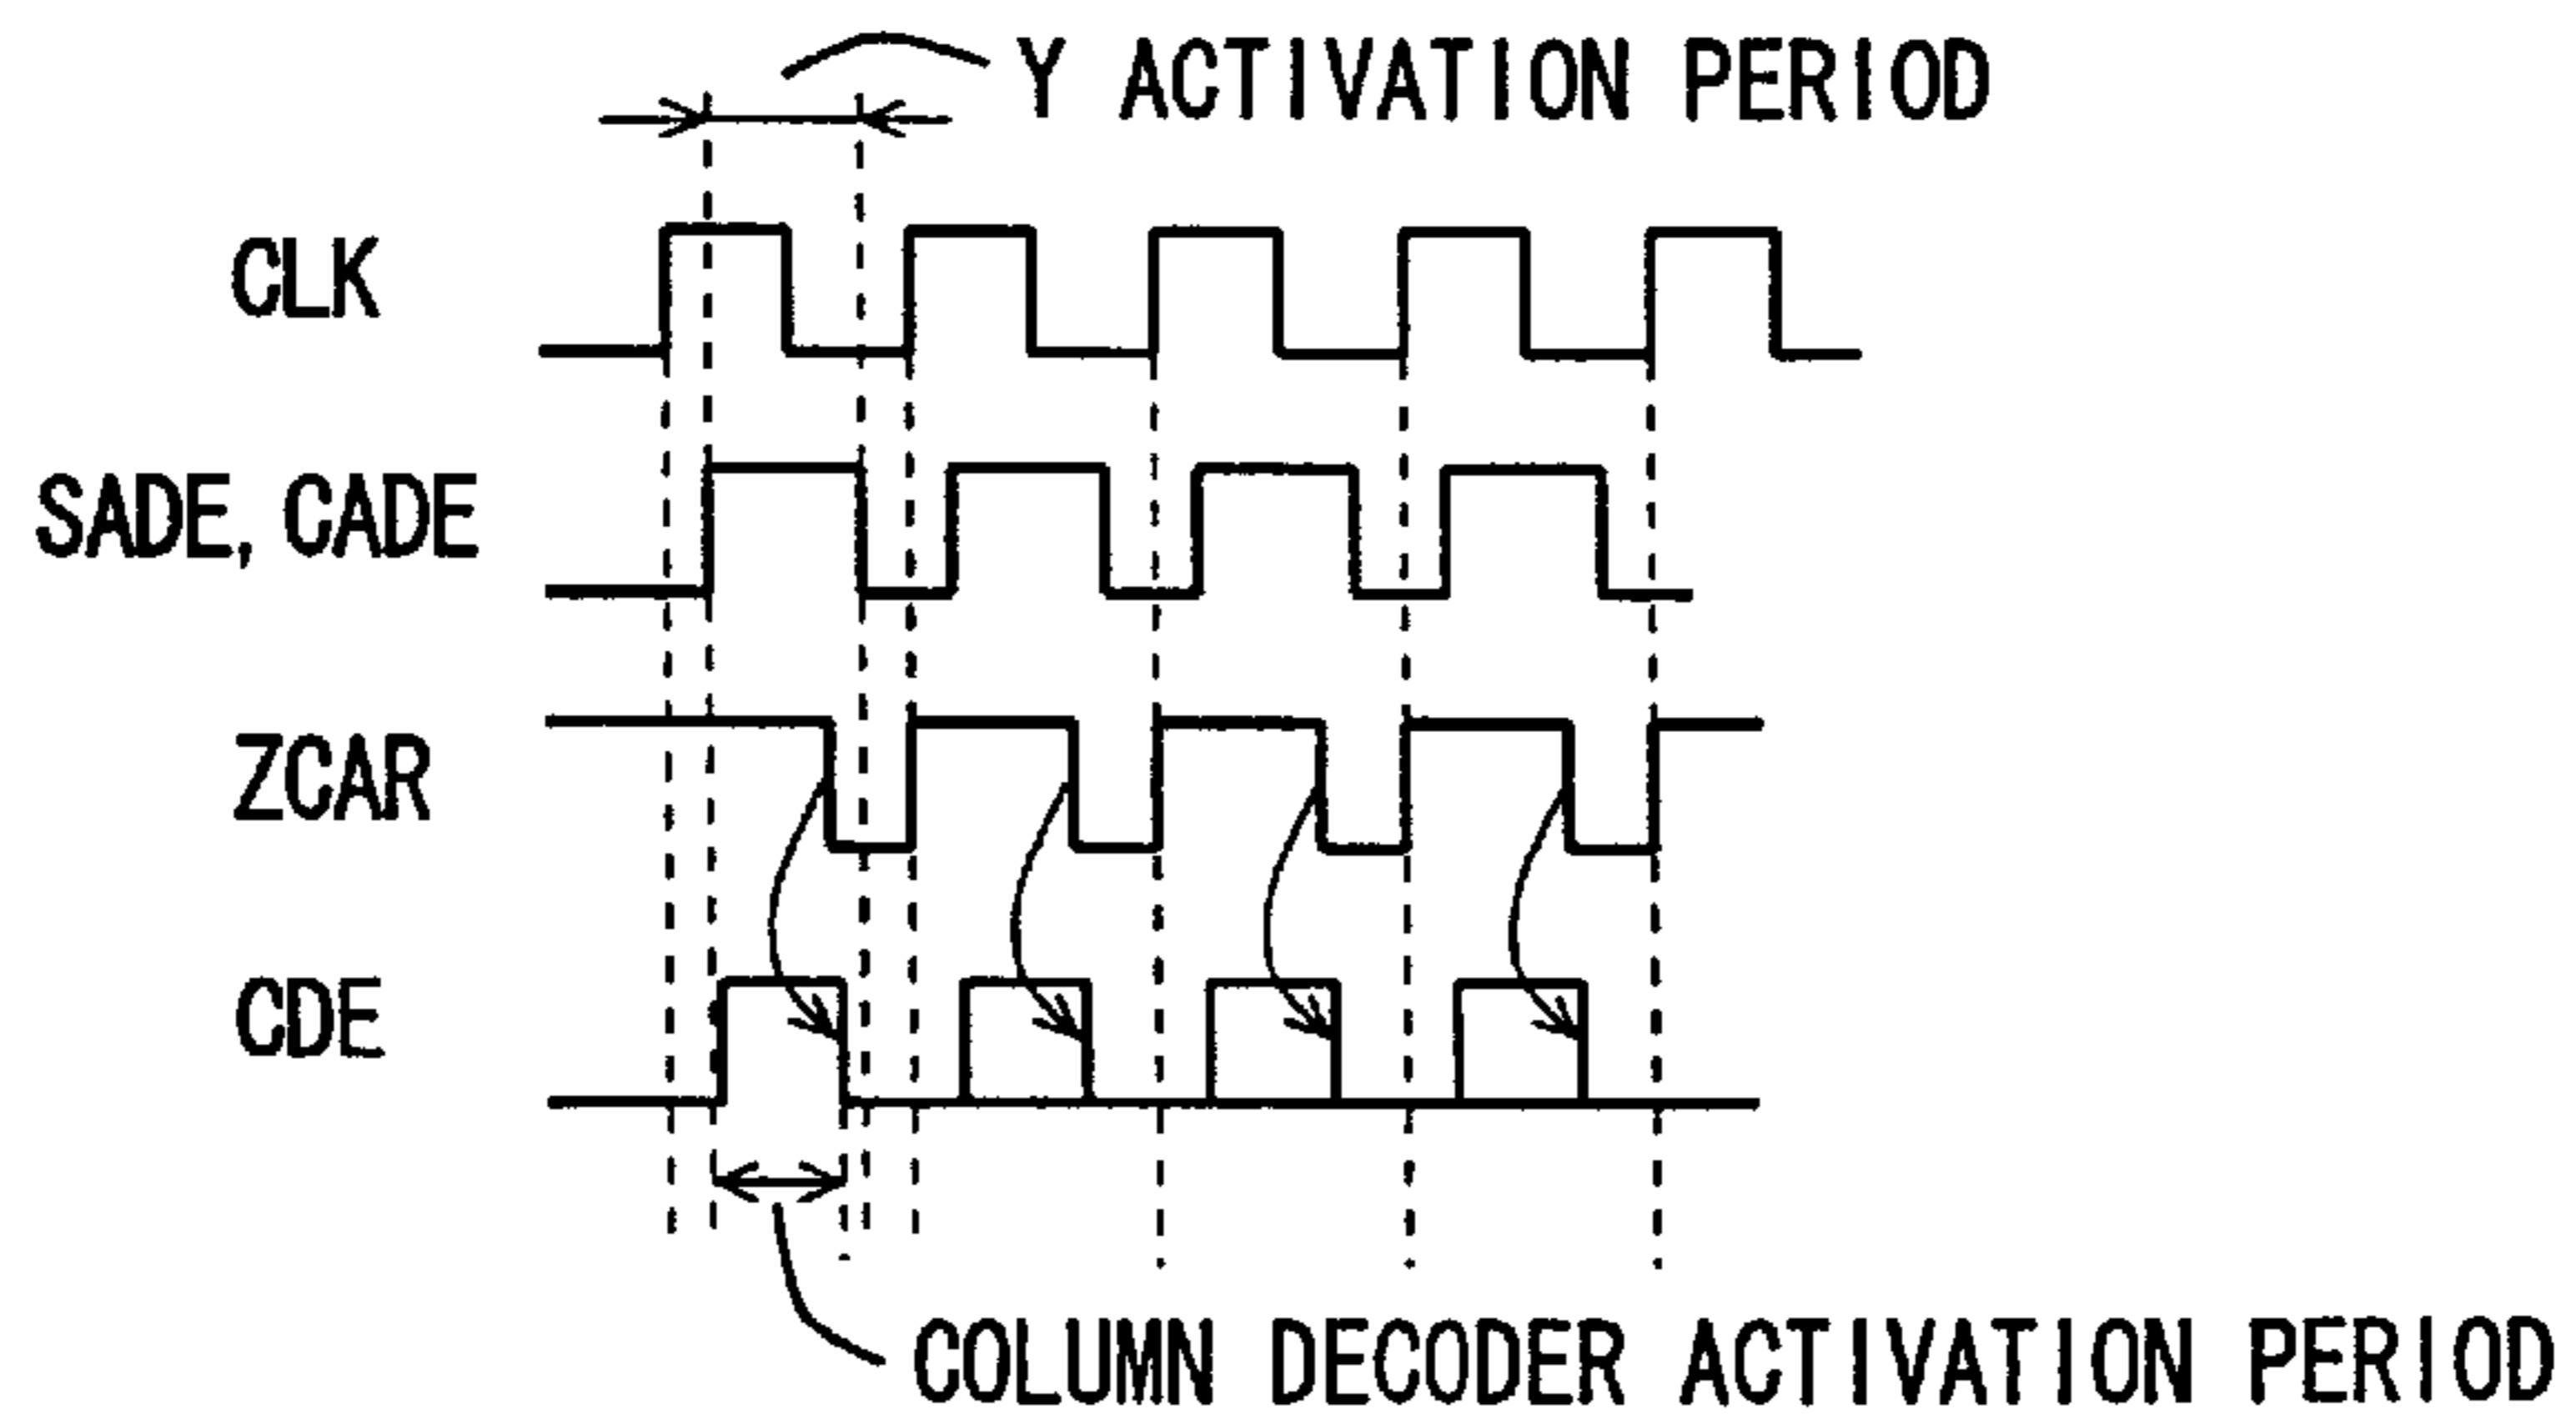 Y ACTIVATION PERIOD
CLK
SADE, CADE
ZCAR
CDE
COLUMN DECODER ACTIVATION PERIOD